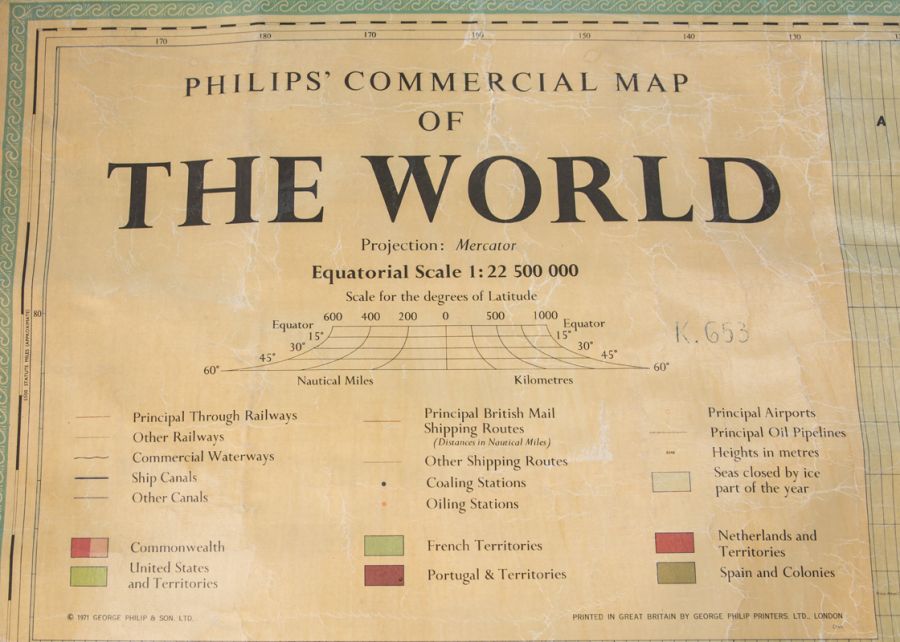 170 180 170 160 150 140 130
PHILIPS' COMMERCIAL MAP
OF
THE WORLD
A
Projection: Mercator
Equatorial Scale 1:22 500 000
Scale for the degrees of Latitude
600 400 200 0 500 1000
Equator Equator
15° 15°
30° 30°
45° 45°
60° 60°
Nautical Miles Kilometres
K.653
80
Principal Through Railways
Other Railways
Commercial Waterways
Ship Canals
Other Canals
Principal British Mail
Shipping Routes
(Distances in Nautical Miles)
Other Shipping Routes
Coaling Stations
Oiling Stations
Principal Airports
Principal Oil Pipelines
Heights in metres
Seas closed by ice
part of the year
Commonwealth
United States
and Territories
French Territories
Portugal & Territories
Netherlands and
Territories
Spain and Colonies
© 1971 GEORGE PHILIP & SON. LTD.
PRINTED IN GREAT BRITAIN BY GEORGE PHILIP PRINTERS. LTD., LONDON